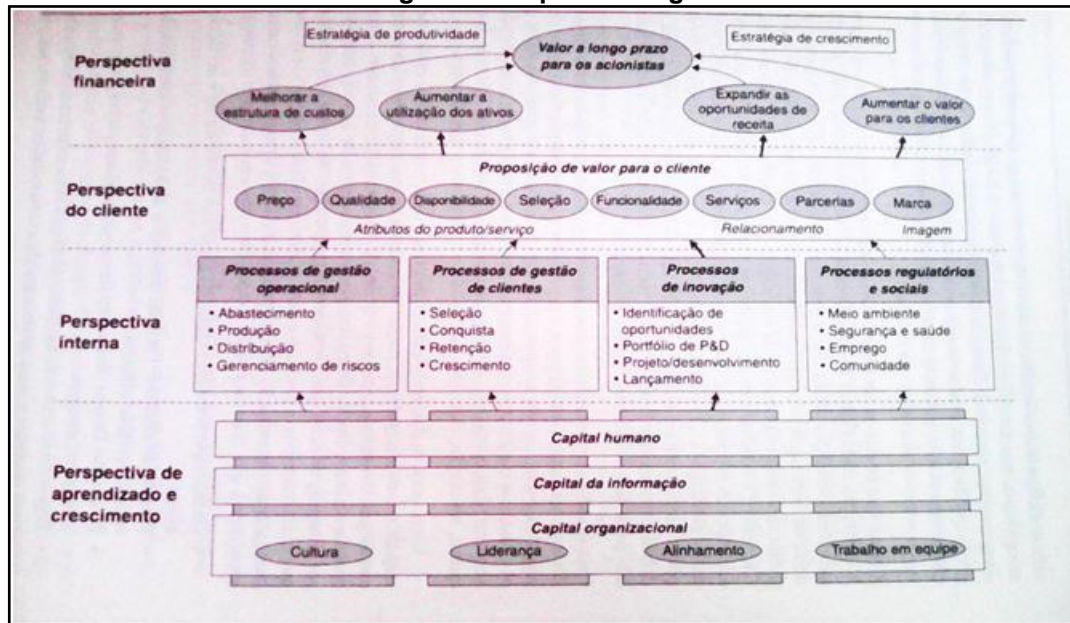 Estratégia de produtividade
Valor a longo prazo
para os acionistas
Estratégia de crescimento
Perspectiva
financeira
Melhorar a
estrutura de custos
Aumentar a
utilização dos ativos
Expandir as
oportunidades de
receita
Aumentar o valor
para os clientes
Proposição de valor para o cliente
Perspectiva
do cliente
Preço
Qualidade
Disponibilidade
Seleção
Funcionalidade
Serviços
Parcerias
Marca
Atributos do produto/serviço
Relacionamento
Imagem
Perspectiva
interna
Processos de gestão
operacional
• Abastecimento
• Produção
• Distribuição
• Gerenciamento de riscos
Processos de gestão
de clientes
• Seleção
• Conquista
• Retenção
• Crescimento
Processos
de inovação
• Identificação de
oportunidades
• Portfólio de P&D
• Projeto/desenvolvimento
• Lançamento
Processos regulatórios
e sociais
• Meio ambiente
• Segurança e saúde
• Emprego
• Comunidade
Perspectiva de
aprendizado e
crescimento
Capital humano
Capital da informação
Capital organizacional
Cultura
Liderança
Alinhamento
Trabalho em equipe